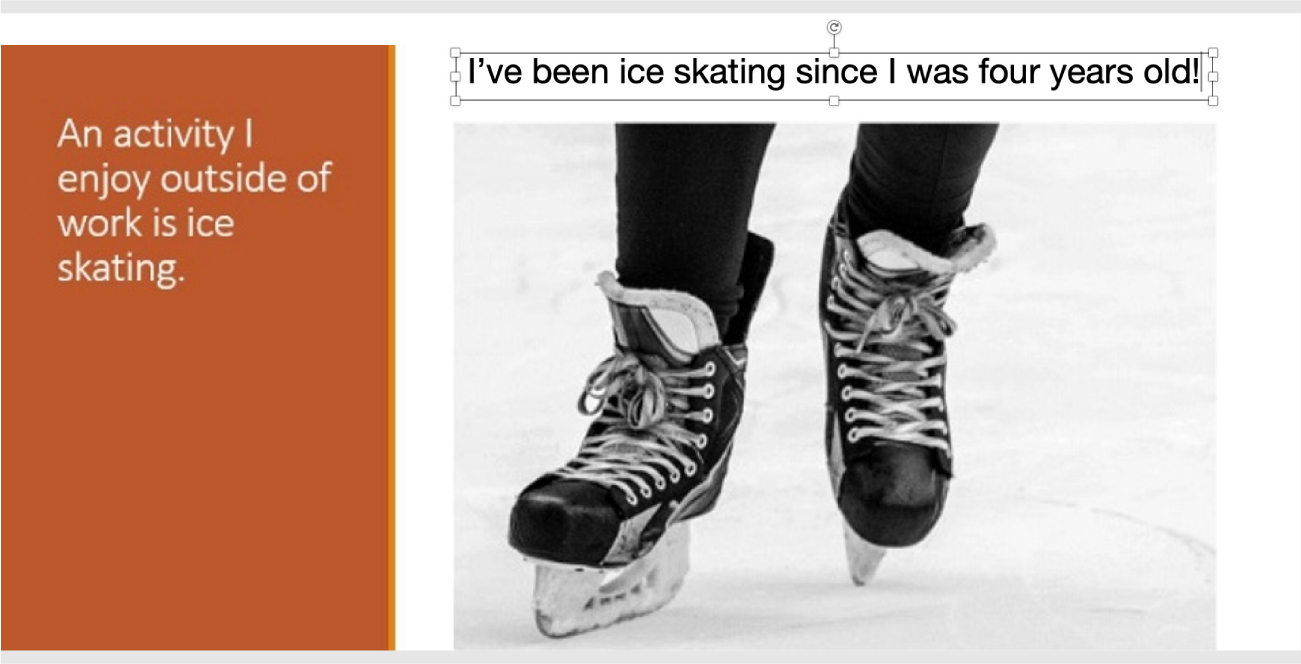 I’ve been ice skating since I was four years old!
An activity I
enjoy outside of
work is ice
skating.